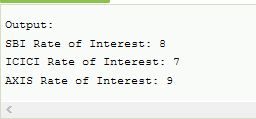 Output:
SBI Rate of Interest: 8
ICICI Rate of Interest: 7
AXIS Rate of Interest: 9